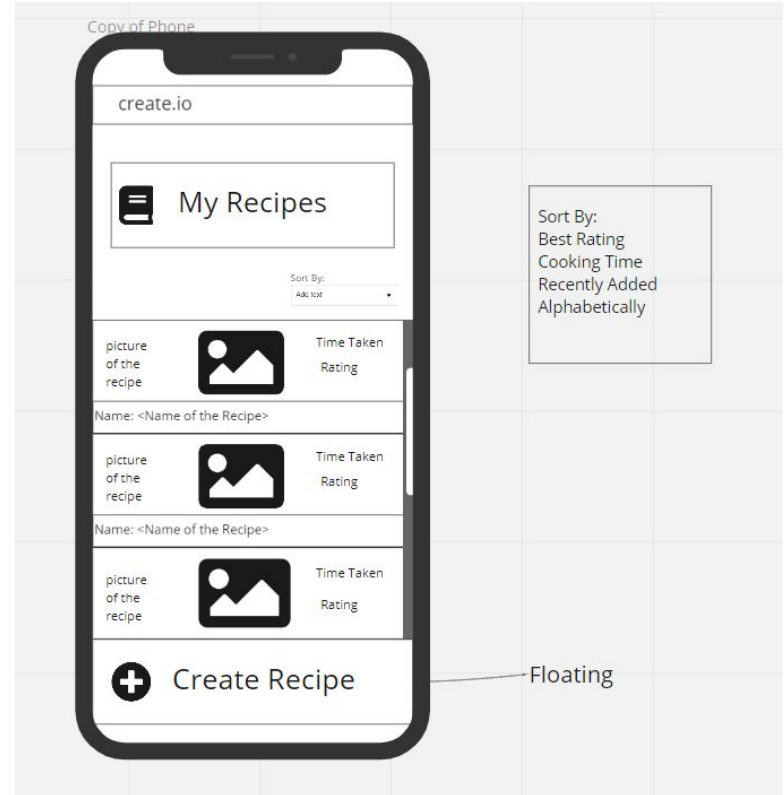 Copy of Phone
create.io
My Recipes
Sort By:
Add text
picture
of the
recipe
Time Taken
Rating
Name: <Name of the Recipe>
picture
of the
recipe
Time Taken
Rating
Name: <Name of the Recipe>
picture
of the
recipe
Time Taken
Rating
Create Recipe
Sort By:
Best Rating
Cooking Time
Recently Added
Alphabetically
Floating